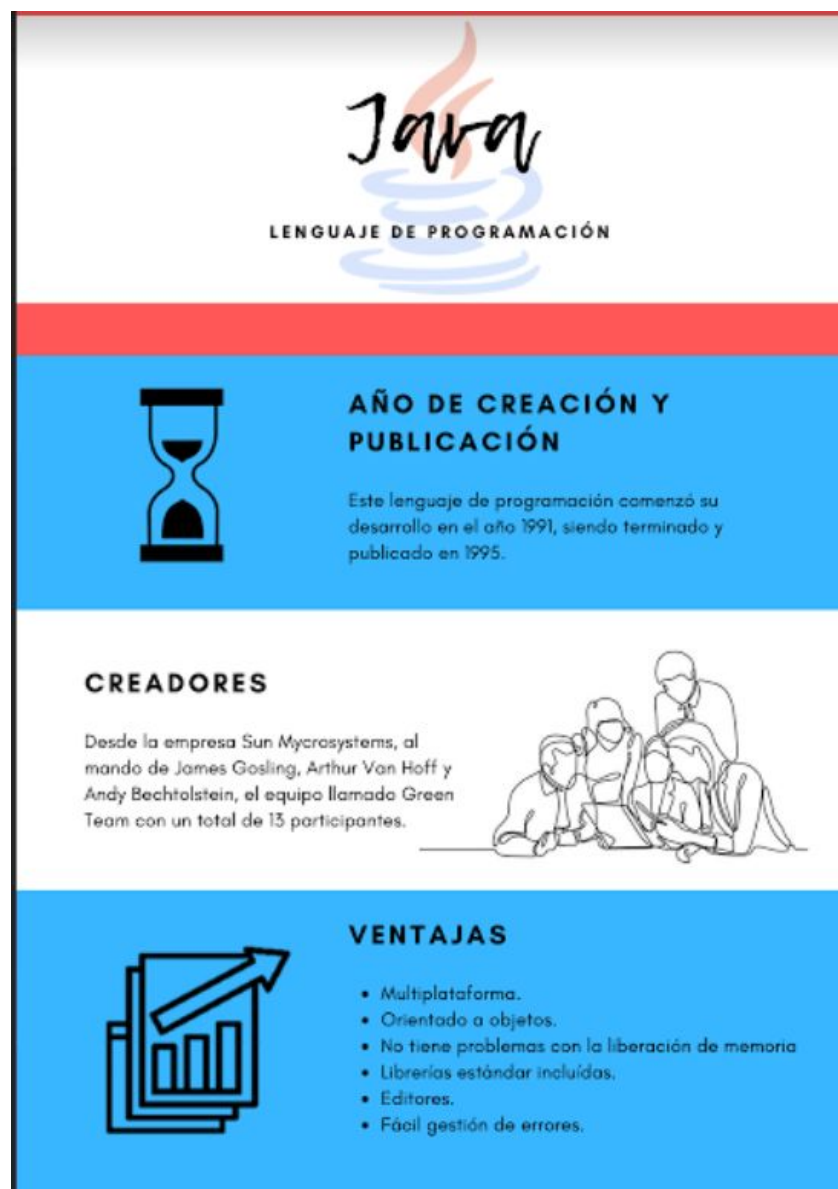 Java
LENGUAJE DE PROGRAMACIÓN
AÑO DE CREACIÓN Y
PUBLICACIÓN
Este lenguaje de programación comenzó su
desarrollo en el año 1991, siendo terminado y
publicado en 1995.
CREADORES
Desde la empresa Sun Mycrosystems, al
mando de James Gosling, Arthur Van Hoff y
Andy Bechtolstein, el equipo llamado Green
Team con un total de 13 participantes.
VENTAJAS
• Multiplataforma.
• Orientado a objetos.
• No tiene problemas con la liberación de memoria
• Librerías estándar incluídas.
• Editores.
• Fácil gestión de errores.